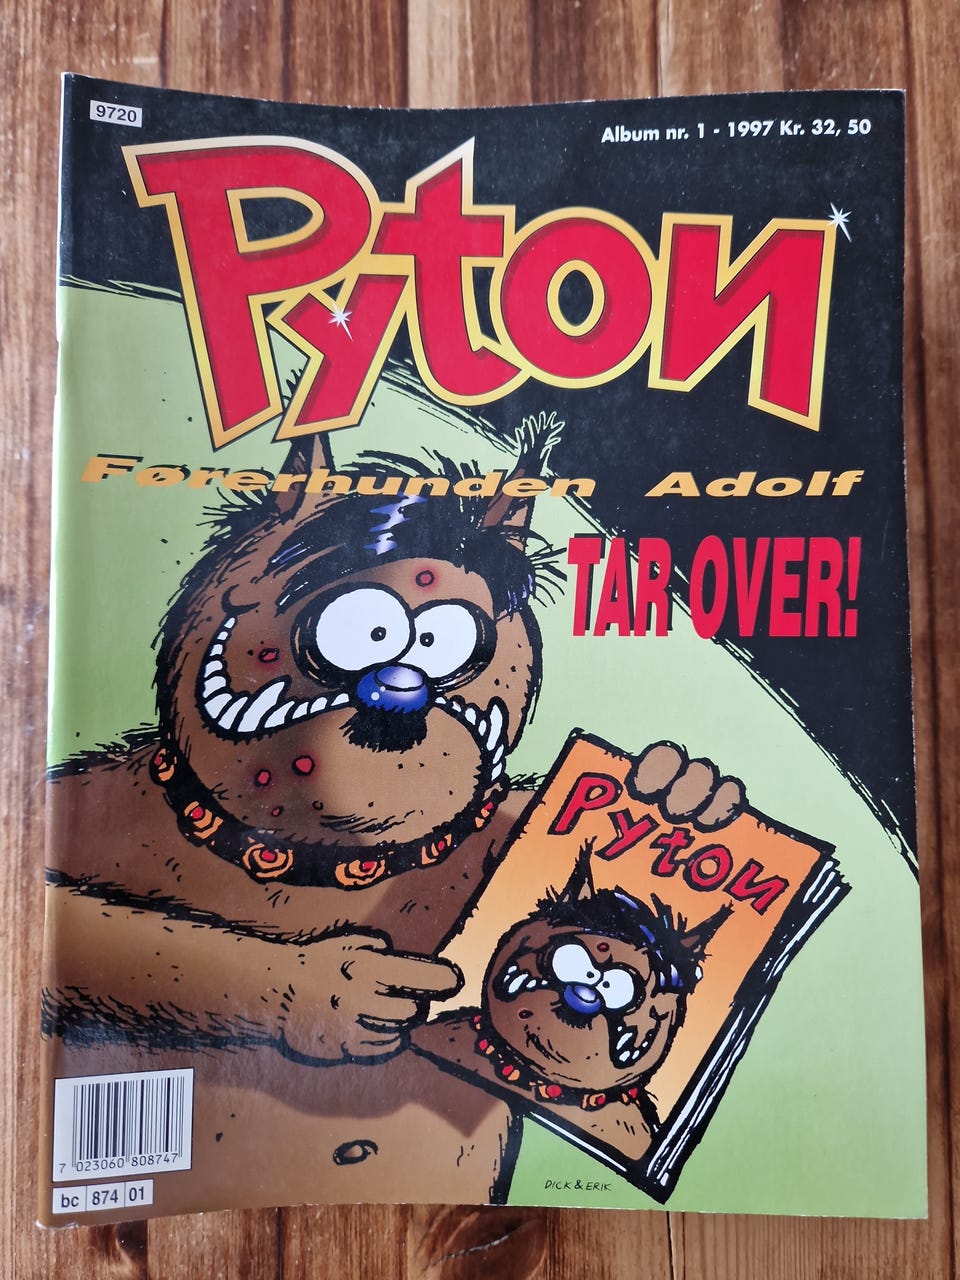 9720
Album nr. 1 - 1997 Kr. 32, 50
Pyton
Førerhunden Adolf
TAR OVER!
Pyton
DICK & ERIK
7 023060 808747
bc 874 01